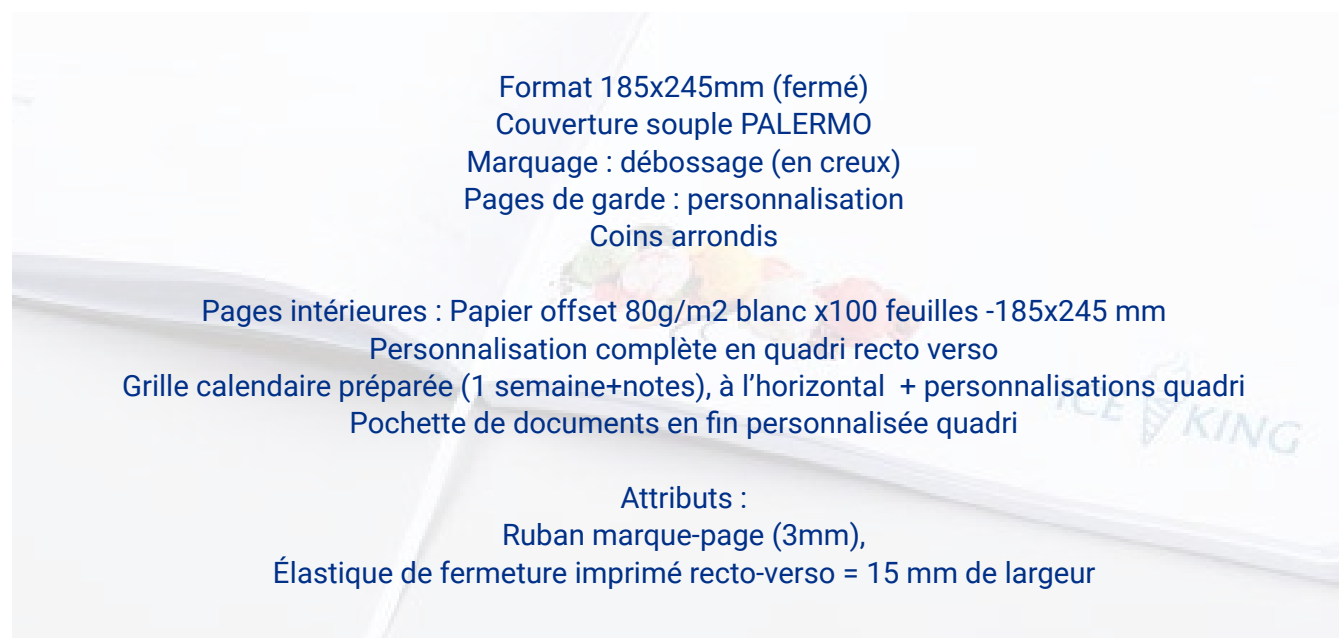 Format 185x245mm (fermé)
Couverture souple PALERMO
Marquage : débossage (en creux)
Pages de garde : personnalisation
Coins arrondis
Pages intérieures : Papier offset 80g/m2 blanc x100 feuilles -185x245 mm
Personnalisation complète en quadri recto verso
Grille calendaire préparée (1 semaine+notes), à l’horizontal + personnalisations quadri
Pochette de documents en fin personnalisée quadri
ICE KING
Attributs :
Ruban marque-page (3mm),
Élastique de fermeture imprimé recto-verso = 15 mm de largeur